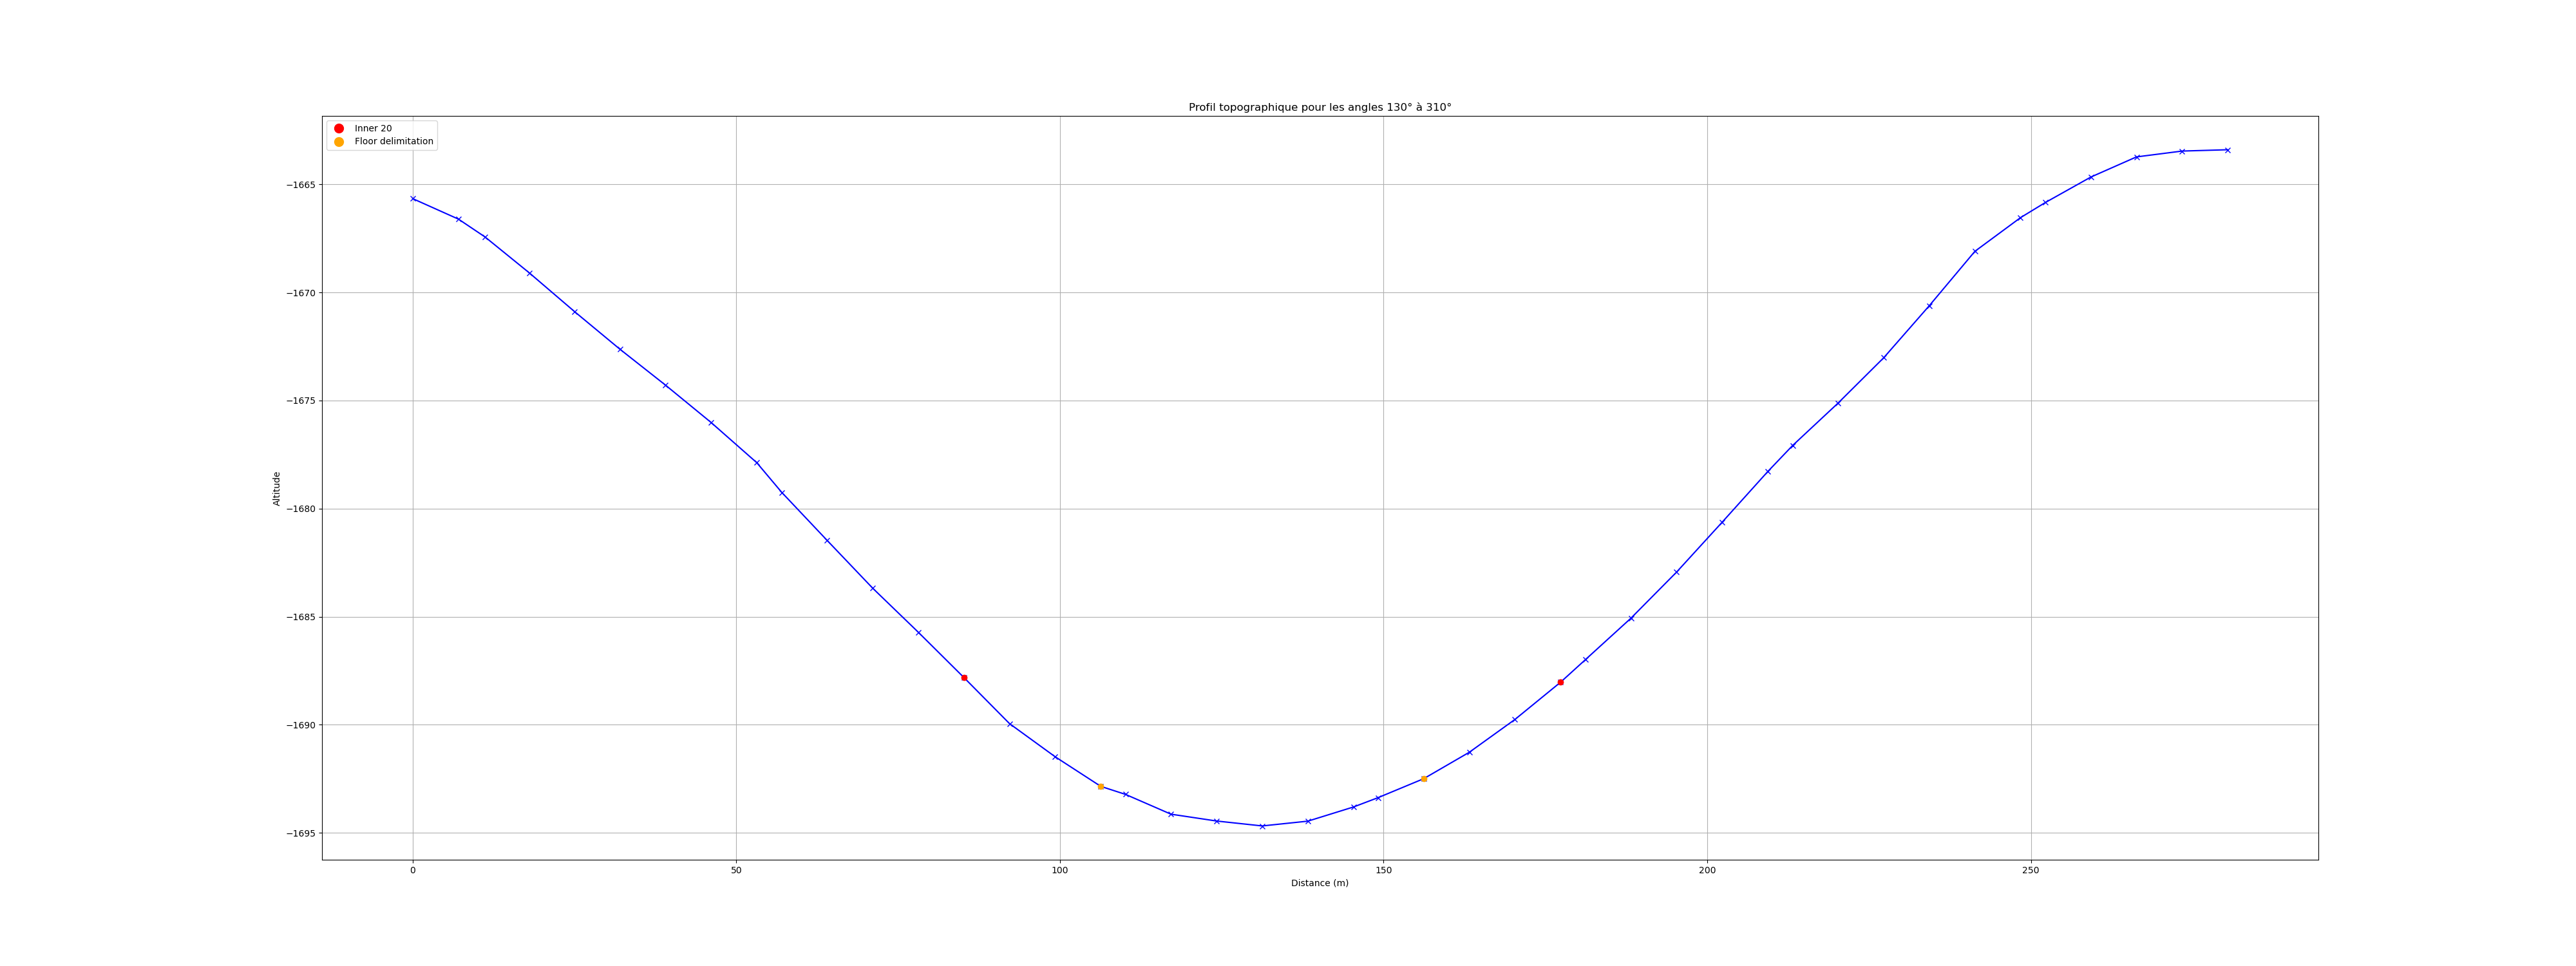 Profil topographique pour les angles 130° à 310°
Inner 20
Floor delimitation
−1665
−1670
−1675
−1680
−1685
−1690
−1695
Altitude
0 50 100 150 200 250
Distance (m)